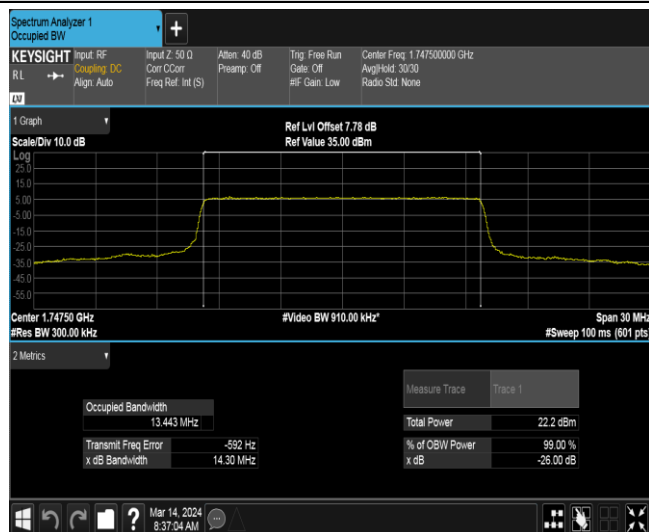 Spectrum Analyzer 1
Occupied BW
KEYSIGHT Input: RF Input Z: 50 Ω Atten: 40 dB Trig: Free Run Center Freq: 1.747500000 GHz
RL Coupling: DC Corr CCorr Preamp: Off Gate: Off Avg|Hold: 30/30
Align: Auto Freq Ref: Int (S) #IF Gain: Low Radio Std: None
LXI
1 Graph
Ref Lvl Offset 7.78 dB
Scale/Div 10.0 dB Ref Value 35.00 dBm
Log
25.0
15.0
5.00
-5.00
-15.0
-25.0
-35.0
-45.0
-55.0
Center 1.74750 GHz #Video BW 910.00 kHz* Span 30 MHz
#Res BW 300.00 kHz #Sweep 100 ms (601 pts)
2 Metrics
Measure Trace Trace 1
Occupied Bandwidth
13.443 MHz
Total Power 22.2 dBm
Transmit Freq Error -592 Hz % of OBW Power 99.00 %
x dB Bandwidth 14.30 MHz x dB -26.00 dB
? Mar 14, 2024
8:37:04 AM